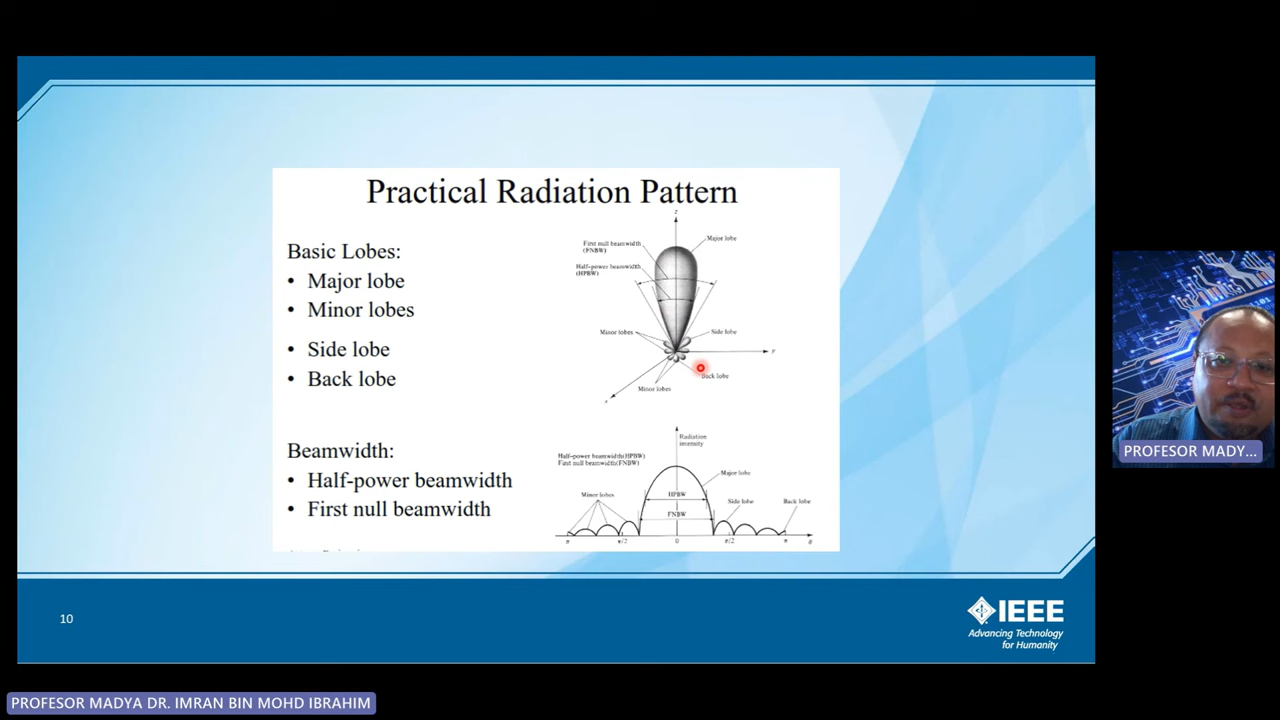 Practical Radiation Pattern
Basic Lobes:
• Major lobe
• Minor lobes
• Side lobe
• Back lobe
Beamwidth:
• Half-power beamwidth
• First null beamwidth
z
First null beamwidth
(FNBW)
Major lobe
Half-power beamwidth
(HPBW)
Minor lobes
Side lobe
y
Back lobe
Minor lobes
x
Radiation
intensity
Half-power beamwidth(HPBW)
First null beamwidth(FNBW)
Major lobe
Minor lobes
HPBW
Side lobe
Back lobe
FNBW
π
π/2
0
π/2
π
θ
10
IEEE
Advancing Technology
for Humanity
PROFESOR MADY...
PROFESOR MADYA DR. IMRAN BIN MOHD IBRAHIM